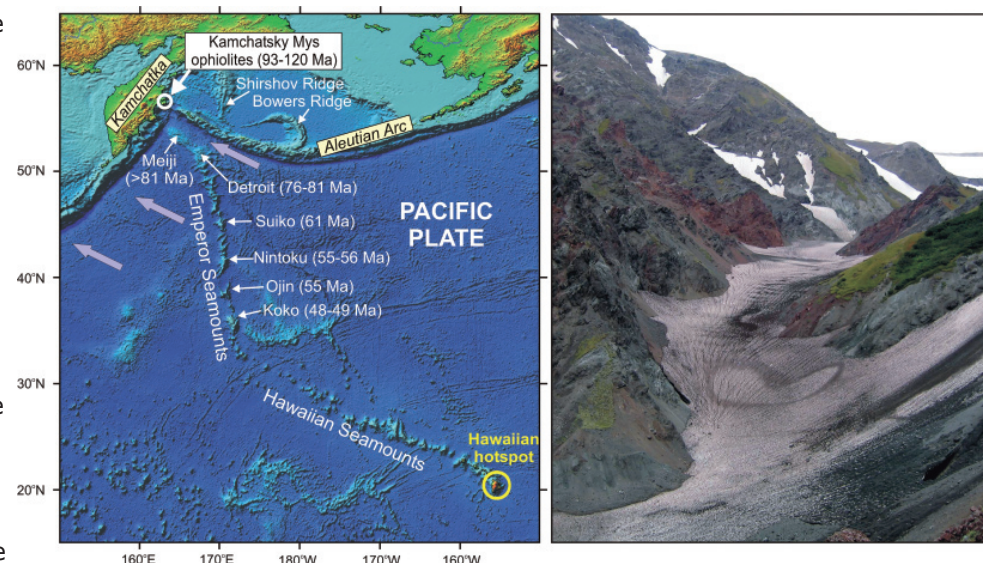 e
60°N
50°N
40°N
30°N
20°N
Kamchatsky Mys
ophiolites (93-120 Ma)
Kamchatka
Shirshov Ridge
Bowers Ridge
Aleutian Arc
Meiji
(>81 Ma)
Detroit (76-81 Ma)
Emperor Seamounts
Suiko (61 Ma)
PACIFIC
PLATE
Nintoku (55-56 Ma)
Ojin (55 Ma)
Koko (48-49 Ma)
e
Hawaiian Seamounts
Hawaiian
hotspot
e
160°E
170°E
180°W
170°W
160°W